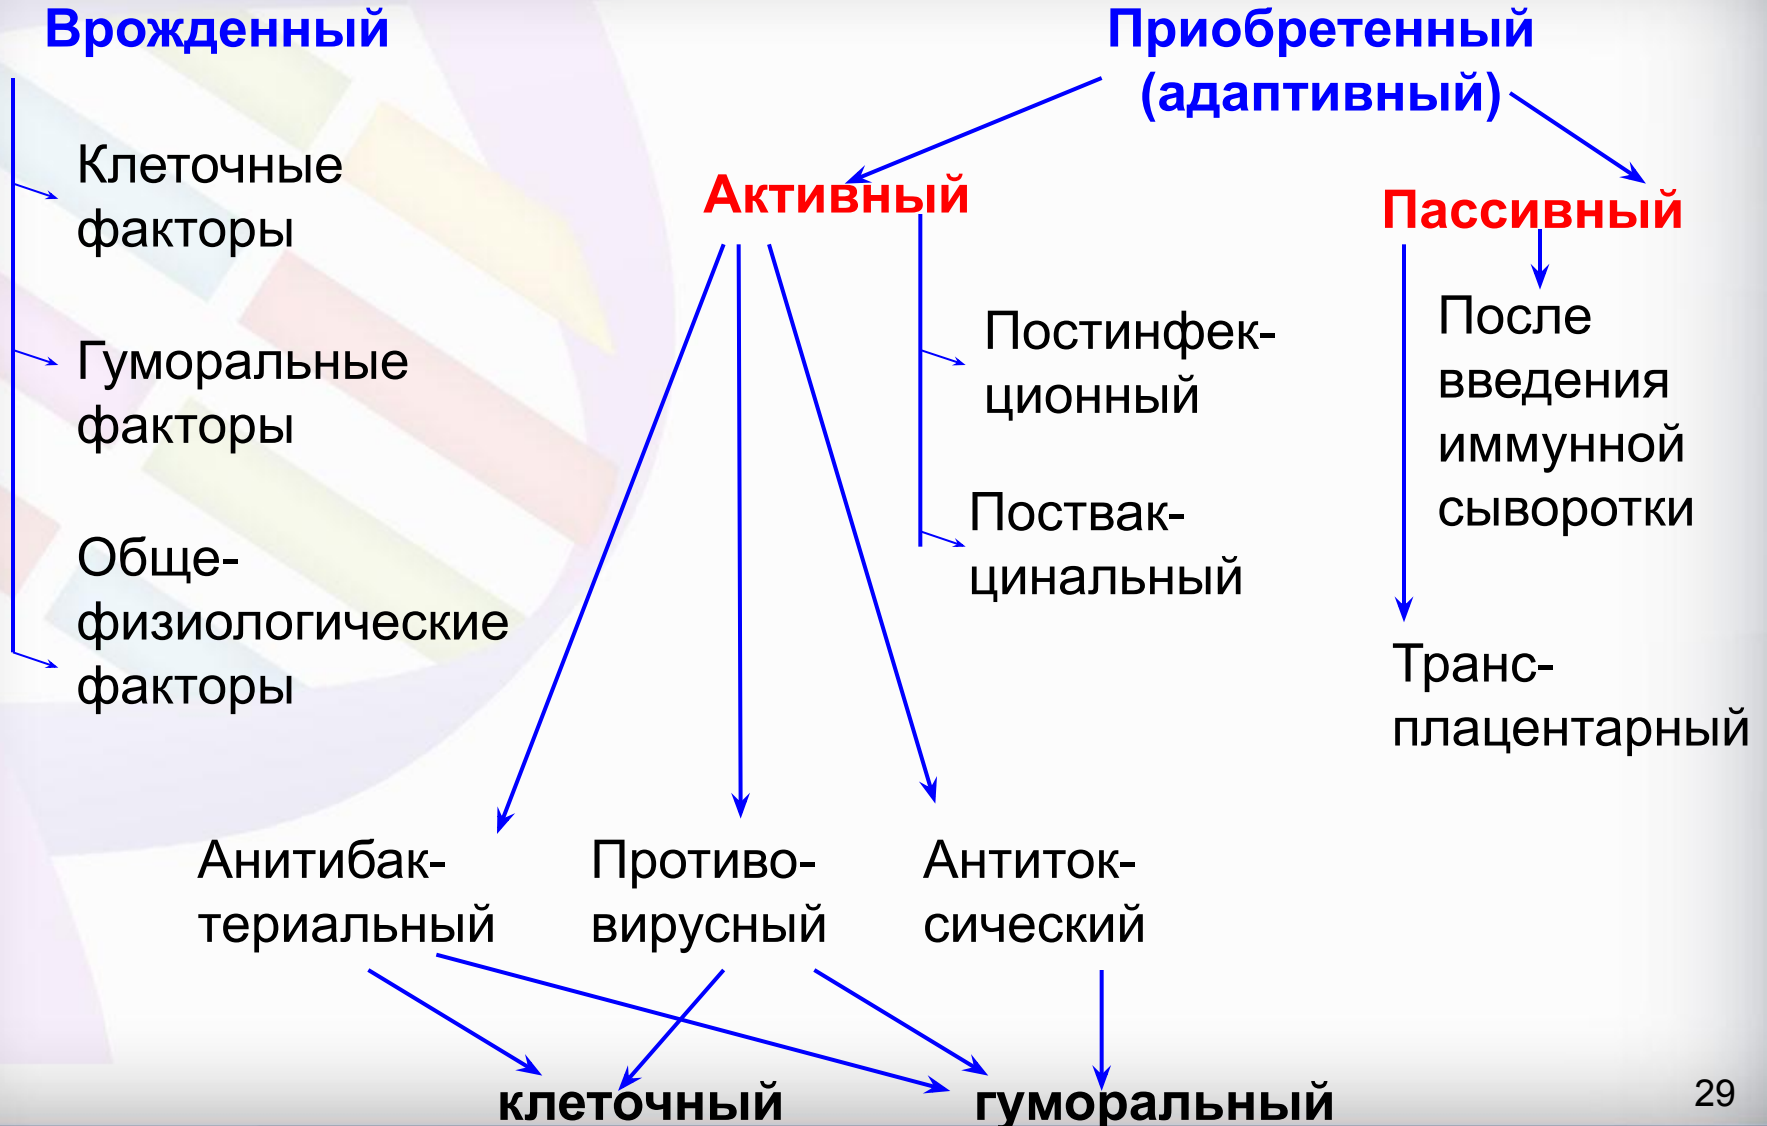 Врожденный
Приобретенный
(адаптивный)
Клеточные
факторы
Гуморальные
факторы
Обще-
физиологические
факторы
Активный
Постинфек-
ционный
Поствак-
цинальный
Пассивный
После
введения
иммунной
сыворотки
Транс-
плацентарный
Анитибак-
териальный
Противо-
вирусный
Антиток-
сический
клеточный
гуморальный
29